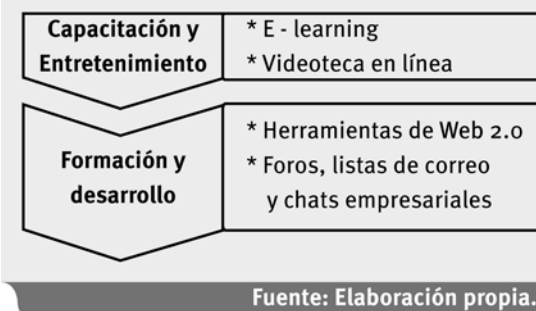 Capacitación y
Entretenimiento
* E - learning
* Videoteca en línea
Formación y
desarrollo
* Herramientas de Web 2.0
* Foros, listas de correo
y chats empresariales
Fuente: Elaboración propia.